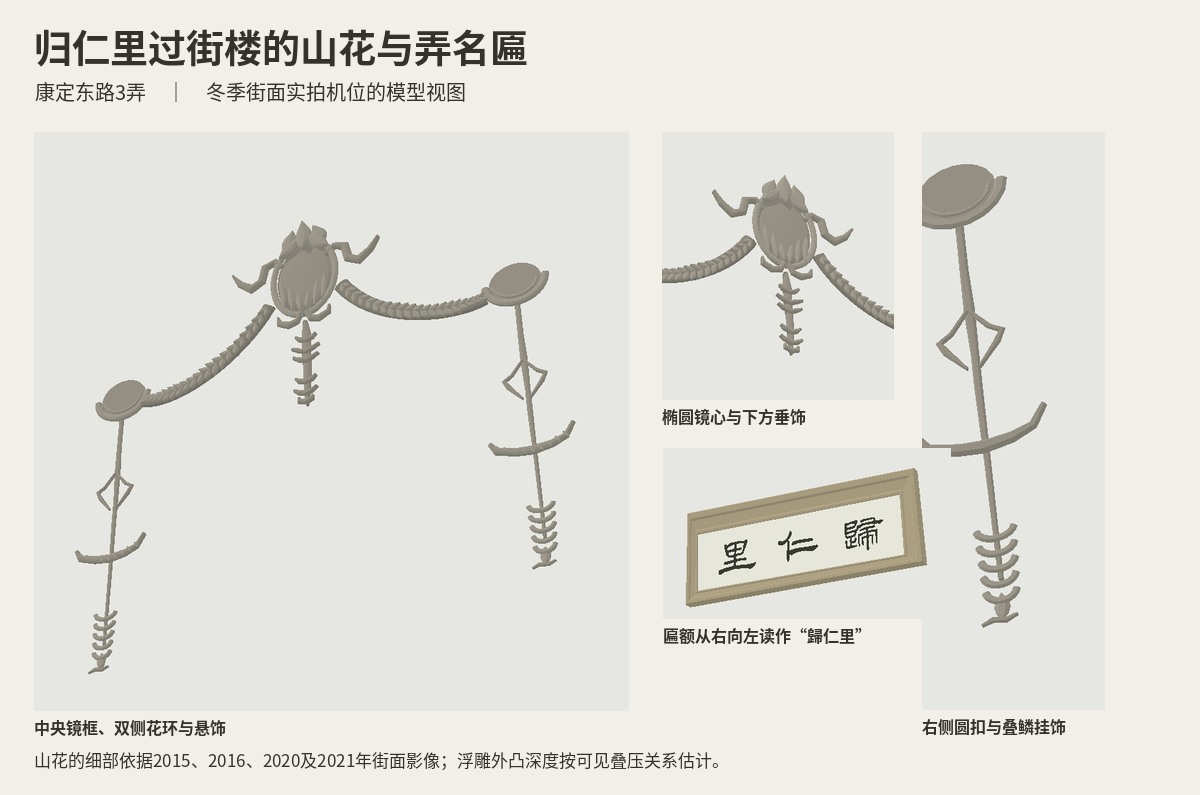 归仁里过街楼的山花与弄名匾
康定东路3弄 ｜ 冬季街面实拍机位的模型视图
椭圆镜心与下方垂饰
歸仁里
匾额从右向左读作“歸仁里”
中央镜框、双侧花环与悬饰
右侧圆扣与叠鳞挂饰
山花的细部依据2015、2016、2020及2021年街面影像；浮雕外凸深度按可见叠压关系估计。